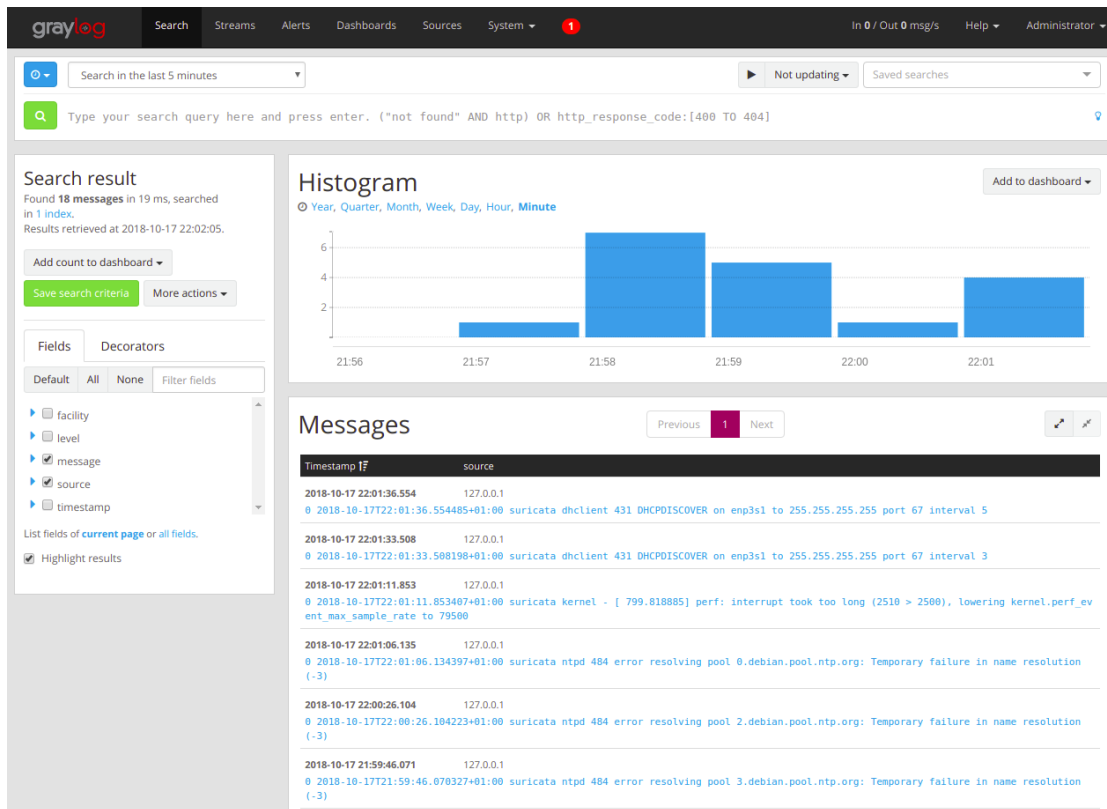 graylog Search Streams Alerts Dashboards Sources System 1 In 0 / Out 0 msg/s Help Administrator
Search in the last 5 minutes Not updating Saved searches
Type your search query here and press enter. ("not found" AND http) OR http_response_code:[400 TO 404]
Search result
Found 18 messages in 19 ms, searched
in 1 index.
Results retrieved at 2018-10-17 22:02:05.
Add count to dashboard
Save search criteria More actions
Fields Decorators
Default All None Filter fields
facility
level
message
source
timestamp
List fields of current page or all fields.
Highlight results
Histogram
Add to dashboard
Year, Quarter, Month, Week, Day, Hour, Minute
6
4
2
21:56 21:57 21:58 21:59 22:00 22:01
Messages
Previous 1 Next
Timestamp source
2018-10-17 22:01:36.554 127.0.0.1
0 2018-10-17T22:01:36.554485+01:00 suricata dhclient 431 DHCPDISCOVER on enp3s1 to 255.255.255.255 port 67 interval 5
2018-10-17 22:01:33.508 127.0.0.1
0 2018-10-17T22:01:33.508198+01:00 suricata dhclient 431 DHCPDISCOVER on enp3s1 to 255.255.255.255 port 67 interval 3
2018-10-17 22:01:11.853 127.0.0.1
0 2018-10-17T22:01:11.853407+01:00 suricata kernel - [ 799.818885] perf: interrupt took too long (2510 > 2500), lowering kernel.perf_ev
ent_max_sample_rate to 79500
2018-10-17 22:01:06.135 127.0.0.1
0 2018-10-17T22:01:06.134397+01:00 suricata ntpd 484 error resolving pool 0.debian.pool.ntp.org: Temporary failure in name resolution
(-3)
2018-10-17 22:00:26.104 127.0.0.1
0 2018-10-17T22:00:26.104223+01:00 suricata ntpd 484 error resolving pool 2.debian.pool.ntp.org: Temporary failure in name resolution
(-3)
2018-10-17 21:59:46.071 127.0.0.1
0 2018-10-17T21:59:46.070327+01:00 suricata ntpd 484 error resolving pool 3.debian.pool.ntp.org: Temporary failure in name resolution
(-3)